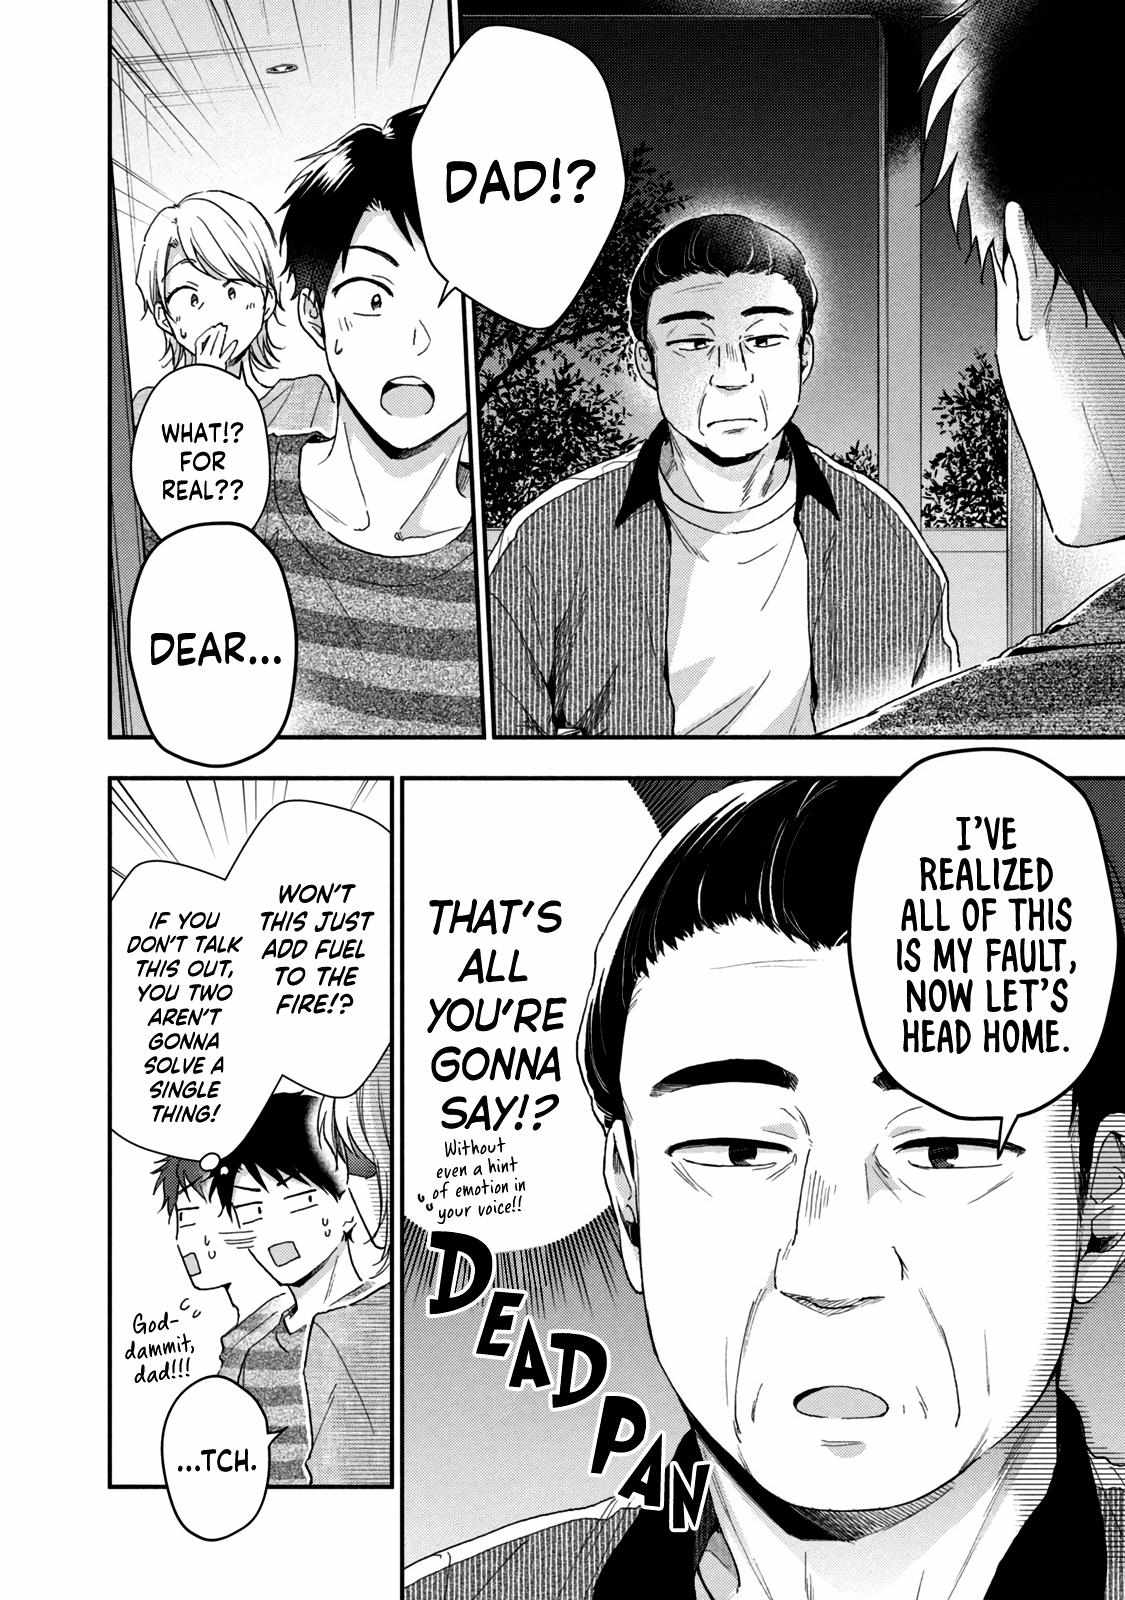 DAD!?
WHAT!?
FOR
REAL??
DEAR...
I'VE
REALIZED
ALL OF THIS
IS MY FAULT,
NOW LET'S
HEAD HOME.
THAT'S
ALL
YOU'RE
GONNA
SAY!?
Without
even a hint
of emotion in
your voice!!
DEADPAN
WON'T
THIS JUST
ADD FUEL
TO THE
FIRE!?
IF YOU
DON'T TALK
THIS OUT,
YOU TWO
AREN'T
GONNA
SOLVE A
SINGLE
THING!
God-
dammit,
dad!!!
...TCH.